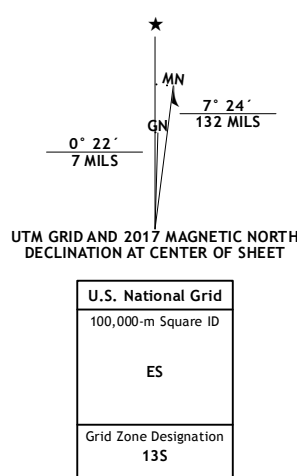 ★
MN
7° 24´
132 MILS
GN
0° 22´
7 MILS
UTM GRID AND 2017 MAGNETIC NORTH
DECLINATION AT CENTER OF SHEET
U.S. National Grid
100,000-m Square ID
ES
Grid Zone Designation
13S